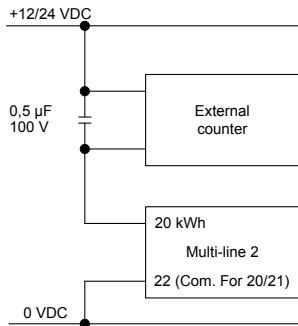 +12/24 VDC
0,5 µF
100 V
External
counter
20 kWh
Multi-line 2
22 (Com. For 20/21)
0 VDC